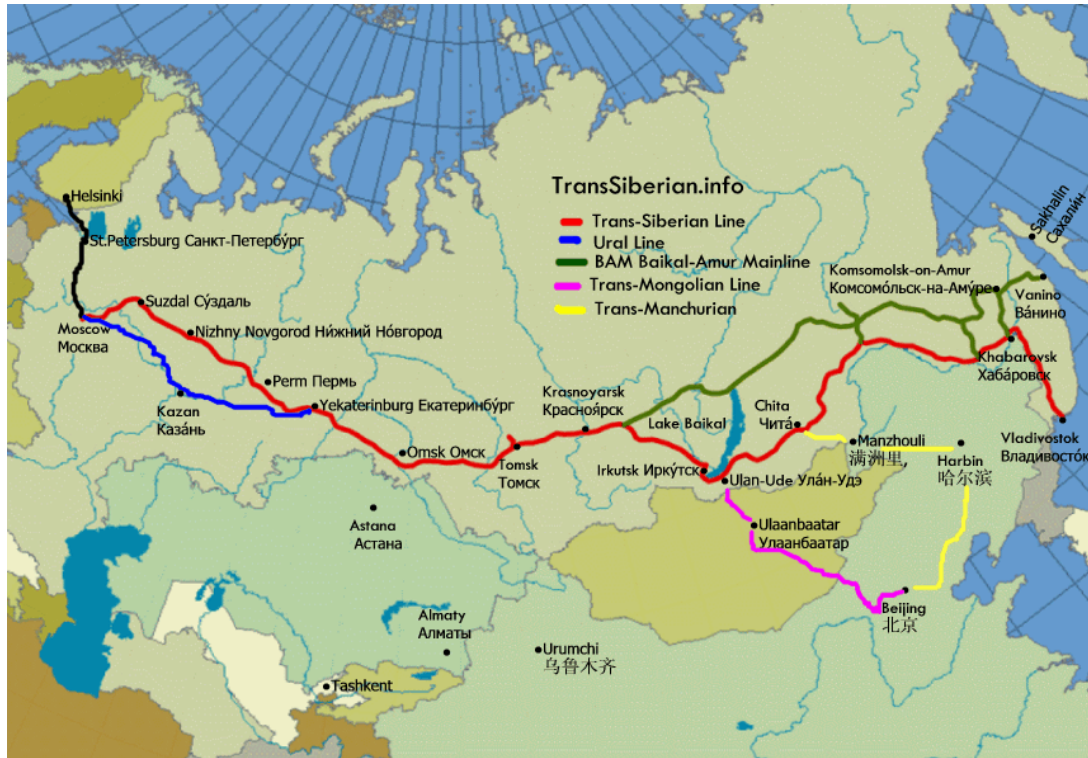 Helsinki
St.Petersburg Санкт-Петербу́рг
Suzdal Су́здаль
Moscow
Москва
Nizhny Novgorod Ни́жний Но́вгород
Perm Пермь
Kazan
Каза́нь
Yekaterinburg Екатеринбу́рг
Omsk Омск
Tomsk
Томск
Krasnoyarsk
Красноя́рск
TransSiberian.info
Trans-Siberian Line
Ural Line
BAM Baikal-Amur Mainline
Trans-Mongolian Line
Trans-Manchurian
Sakhalin
Сахали́н
Komsomolsk-on-Amur
Комсомо́льск-на-Аму́ре
Vanino
Ва́нино
Khabarovsk
Хаба́ровск
Chita
Чита́
Lake Baikal
Irkutsk Ирку́тск
Ulan-Ude Ула́н-Удэ
Manzhouli
满洲里,
Harbin
哈尔滨
Vladivostok
Владивосто́к
Astana
Астана
Ulaanbaatar
Улаанбаатар
Beijing
北京
Almaty
Алматы
Urumchi
乌鲁木齐
Tashkent